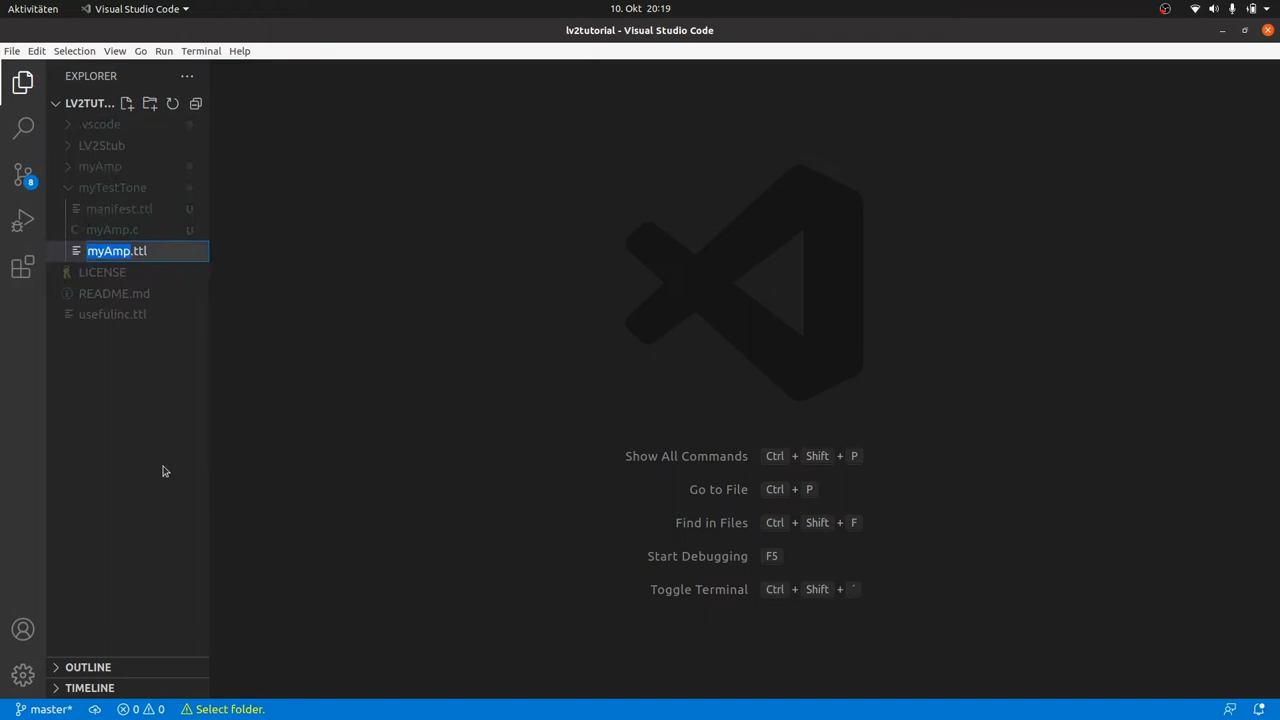 Aktivitäten
Visual Studio Code
10. Okt 20:19
lv2tutorial - Visual Studio Code
File Edit Selection View Go Run Terminal Help
EXPLORER
LV2TUT...
.vscode
LV2Stub
myAmp
myTestTone
manifest.ttl U
myAmp.c U
myAmp.ttl
LICENSE
README.md
usefulinc.ttl
8
Show All Commands Ctrl + Shift + P
Go to File Ctrl + P
Find in Files Ctrl + Shift + F
Start Debugging F5
Toggle Terminal Ctrl + Shift + ´
OUTLINE
TIMELINE
master* 0 0 Select folder.